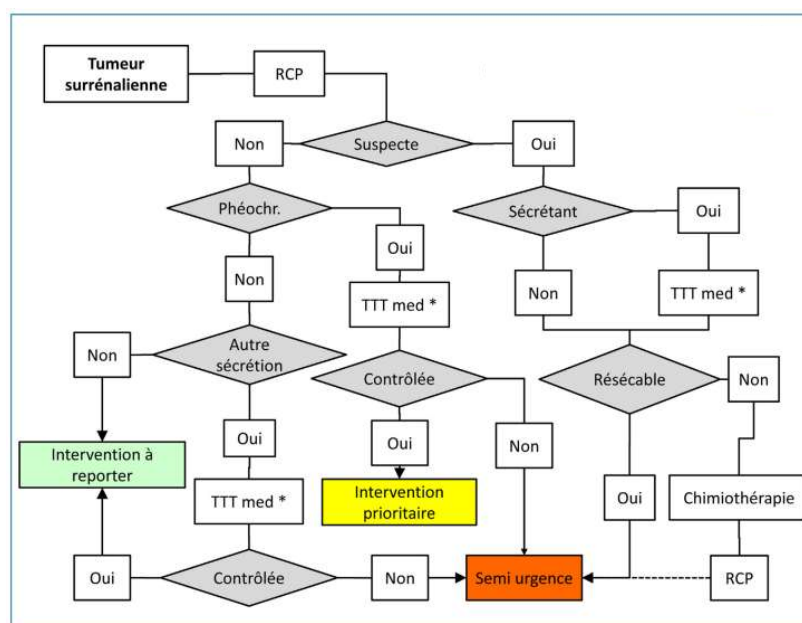 Tumeur
surrénalienne
RCP
Non
Suspecte
Oui
Phéochr.
Sécrétant
Oui
Oui
Non
Non
TTT med *
TTT med *
Non
Autre
sécrétion
Contrôlée
Résécable
Non
Oui
Oui
Non
Intervention à
reporter
TTT med *
Intervention
prioritaire
Oui
Chimiothérapie
Oui
Contrôlée
Non
Semi urgence
RCP